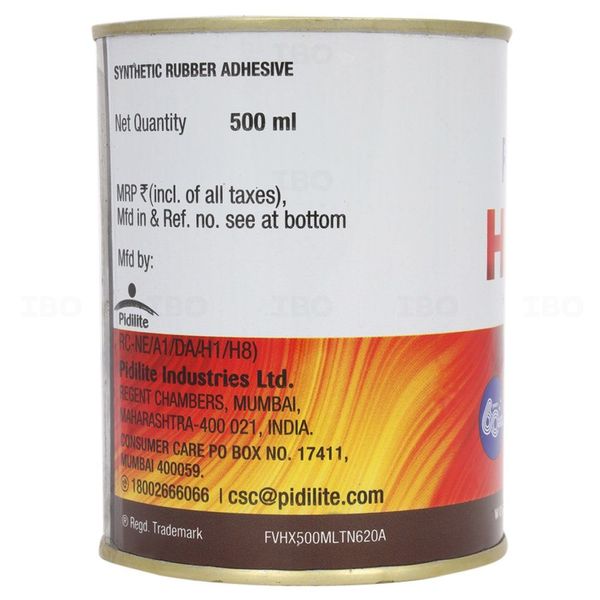 SYNTHETIC RUBBER ADHESIVE
Net Quantity 500 ml
MRP ₹(incl. of all taxes),
Mfd in & Ref. no. see at bottom
Mfd by:
Pidilite
RC-NE/A1/DA/H1/H8)
Pidilite Industries Ltd.
REGENT CHAMBERS, MUMBAI,
MAHARASHTRA-400 021, INDIA.
CONSUMER CARE PO BOX NO. 17411,
MUMBAI 400059.
18002666066 | csc@pidilite.com
® Regd. Trademark
FVHX500MLTN620A
H
IBO